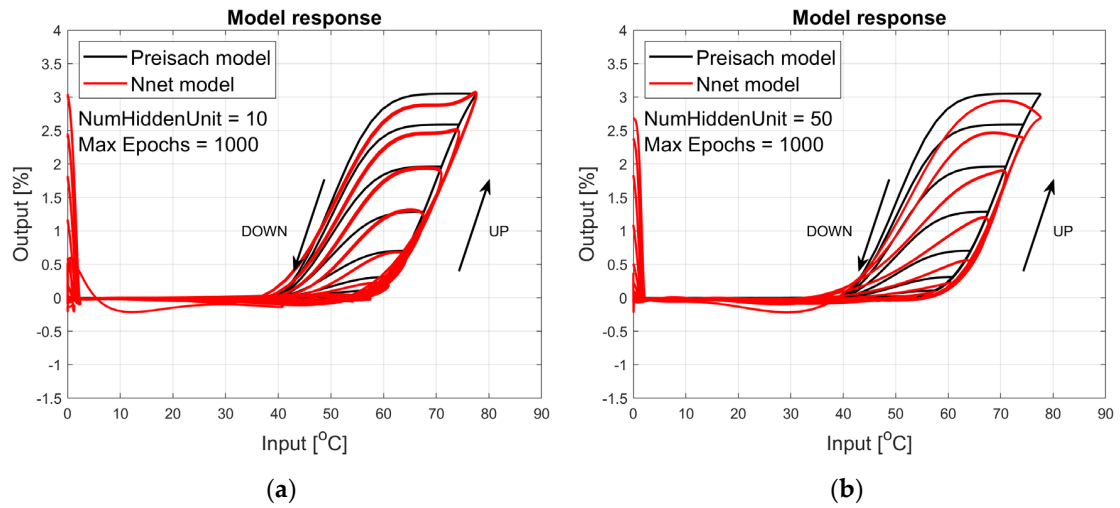 Model response
4
3.5
3
2.5
2
1.5
1
0.5
0
-0.5
-1
-1.5
Output [%]
Preisach model
Nnet model
NumHiddenUnit = 10
Max Epochs = 1000
DOWN
UP
0 10 20 30 40 50 60 70 80 90
Input [°C]
(a)
Model response
4
3.5
3
2.5
2
1.5
1
0.5
0
-0.5
-1
-1.5
Output [%]
Preisach model
Nnet model
NumHiddenUnit = 50
Max Epochs = 1000
DOWN
UP
0 10 20 30 40 50 60 70 80 90
Input [°C]
(b)